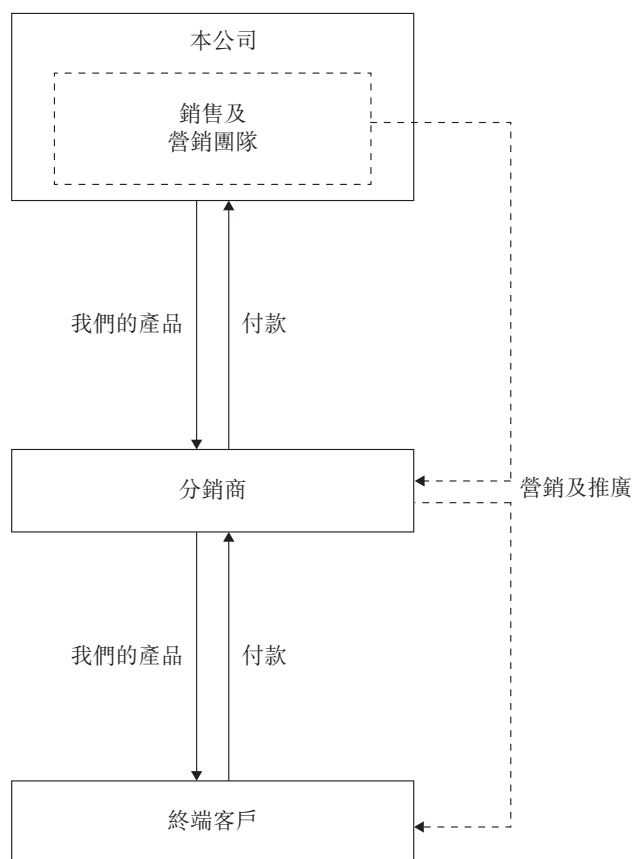 本公司
銷售及
營銷團隊
我們的產品
付款
分銷商
營銷及推廣
我們的產品
付款
終端客戶